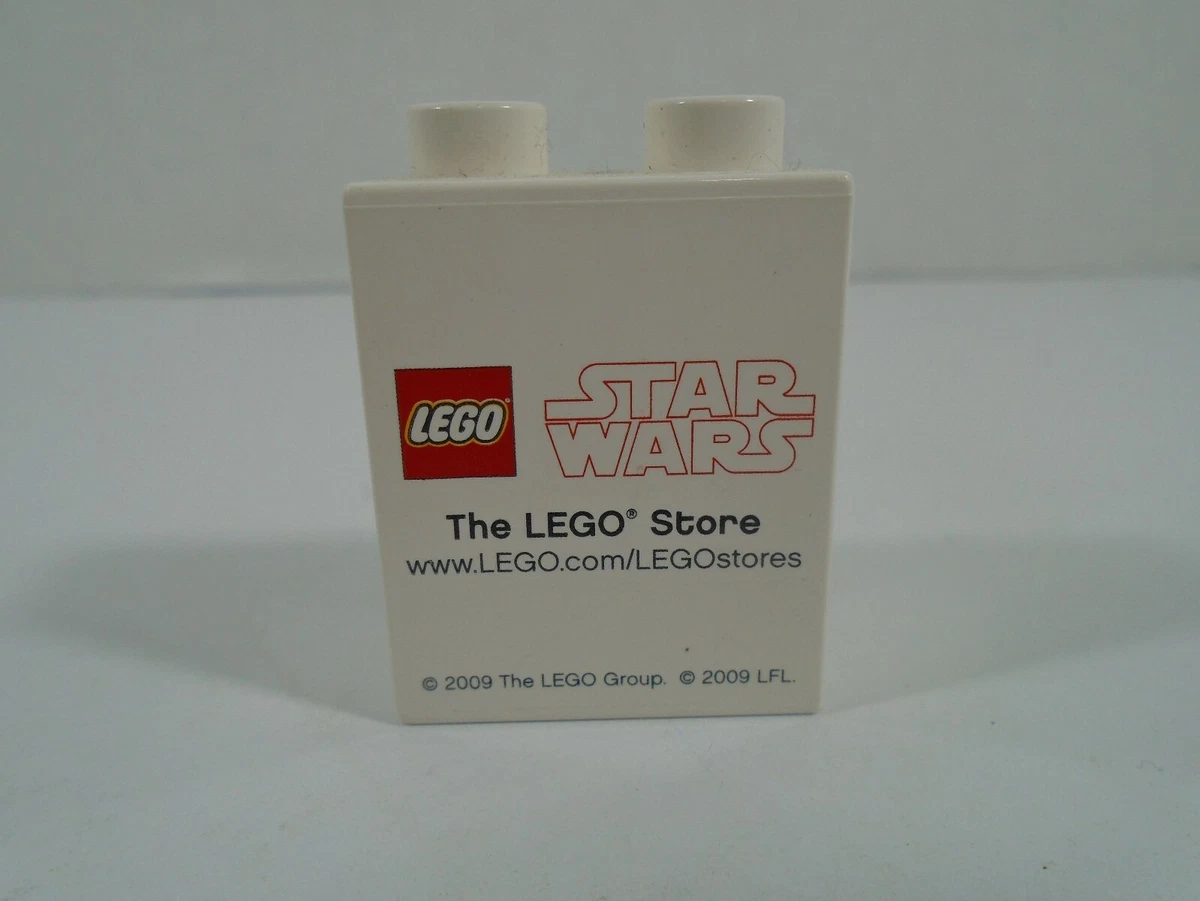 LEGO® STAR
WARS
The LEGO® Store
www.LEGO.com/LEGOstores
© 2009 The LEGO Group. © 2009 LFL.